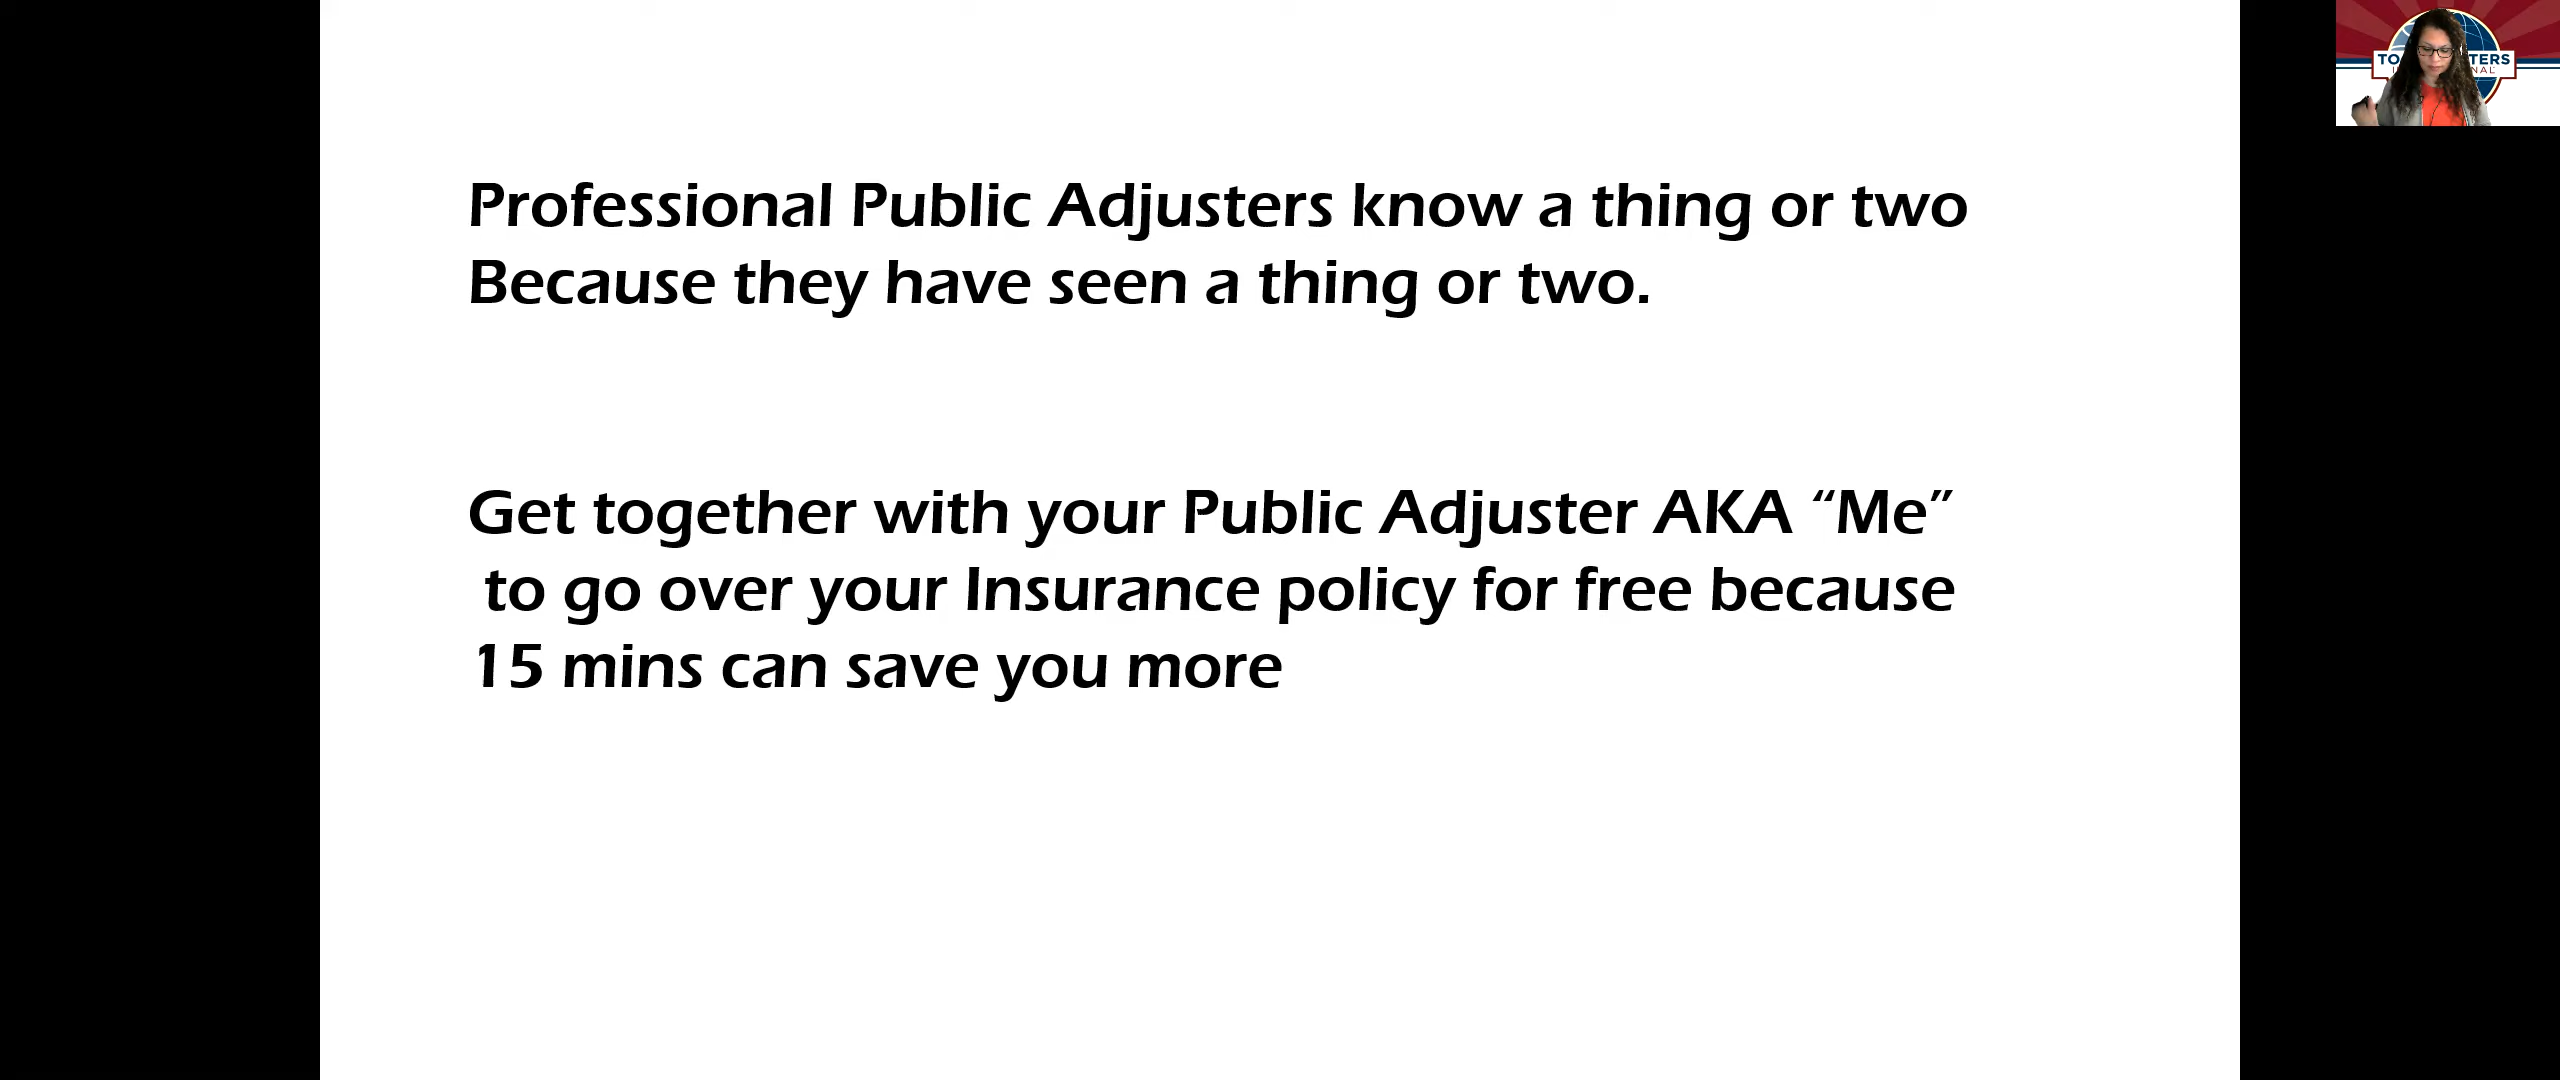 Professional Public Adjusters know a thing or two
Because they have seen a thing or two.
Get together with your Public Adjuster AKA “Me”
to go over your Insurance policy for free because
15 mins can save you more